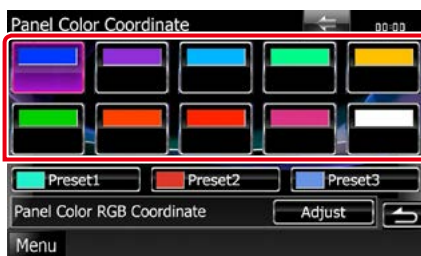 Panel Color Coordinate 00:00
Preset1 Preset2 Preset3
Panel Color RGB Coordinate Adjust
Menu